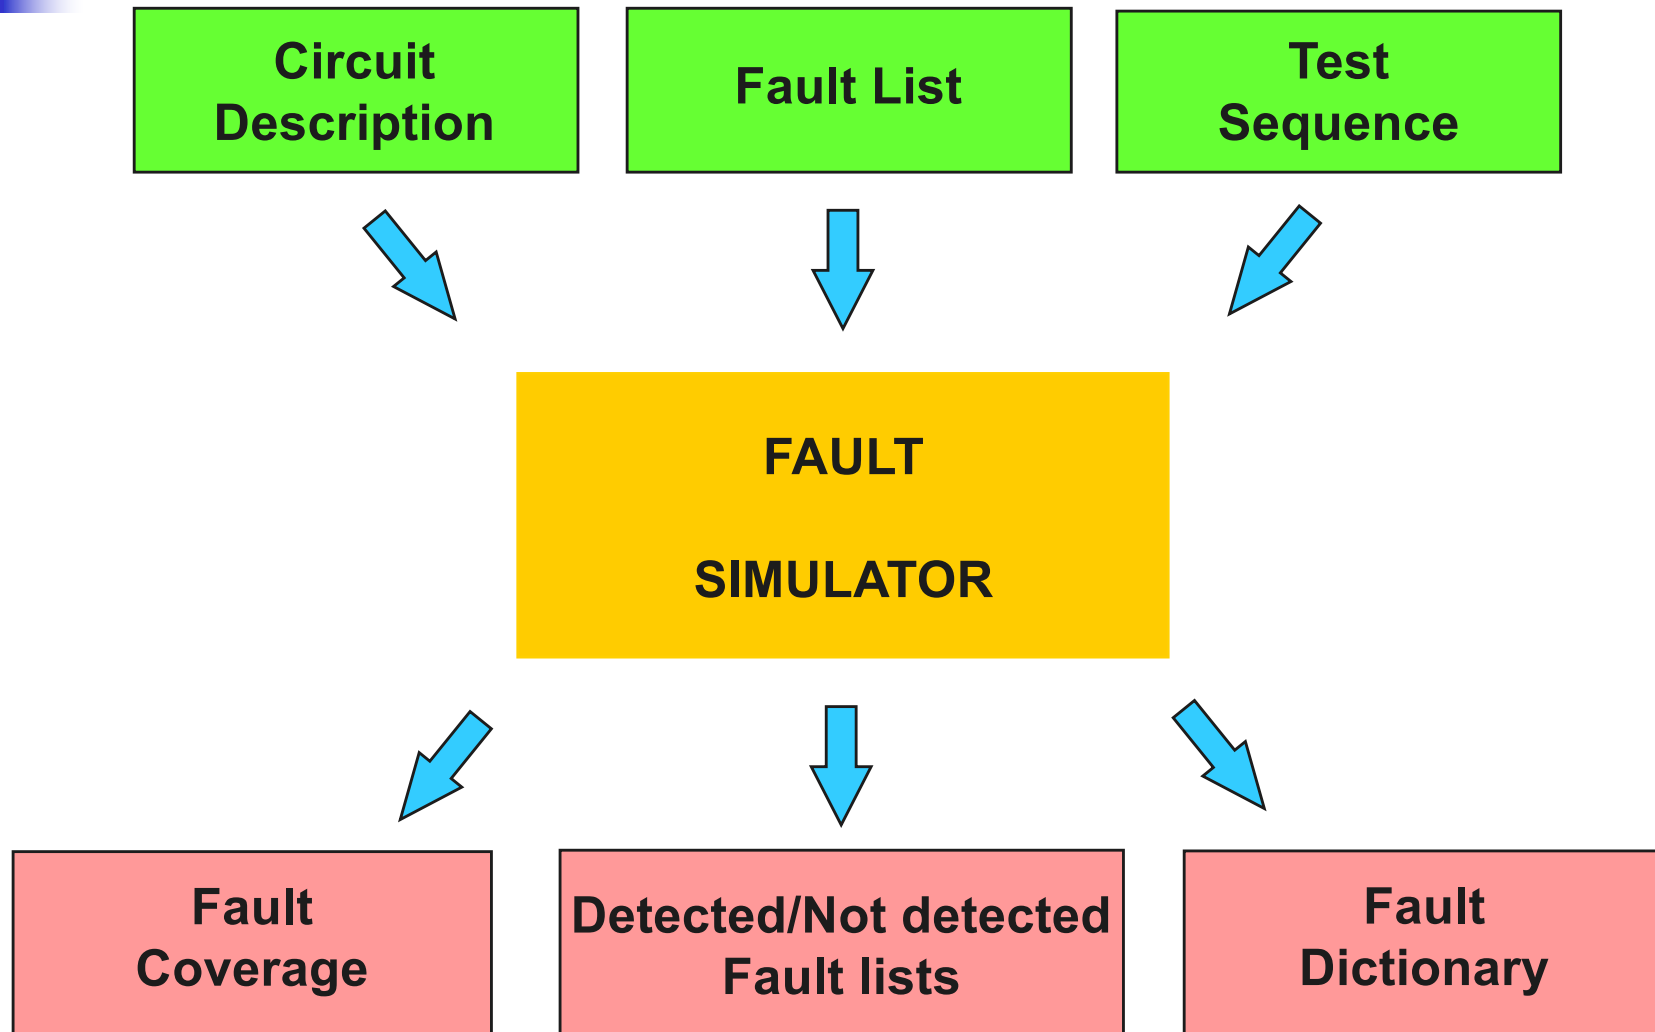 Circuit
Description
Fault List
Test
Sequence
FAULT
SIMULATOR
Fault
Coverage
Detected/Not detected
Fault lists
Fault
Dictionary